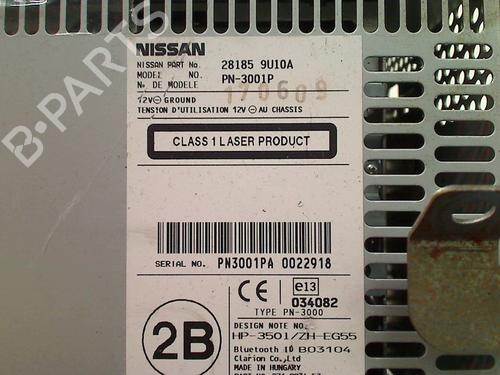 B-PARTS
NISSAN
NISSAN PART No. 28185 9U10A
MODEL NO. PN-3001P
No. DE MODELE
170609
12V⊖ GROUND
TENSION D'UTILISATION 12V ⊖ AU CHASSIS
CLASS 1 LASER PRODUCT
SERIAL NO. PN3001PA 0022918
CE e13
034082
TYPE PN-3000
2B
DESIGN NOTE NO.
HP-3501/ZH-EG55
Bluetooth ID B03104
Clarion Co., Ltd.
MADE IN HUNGARY